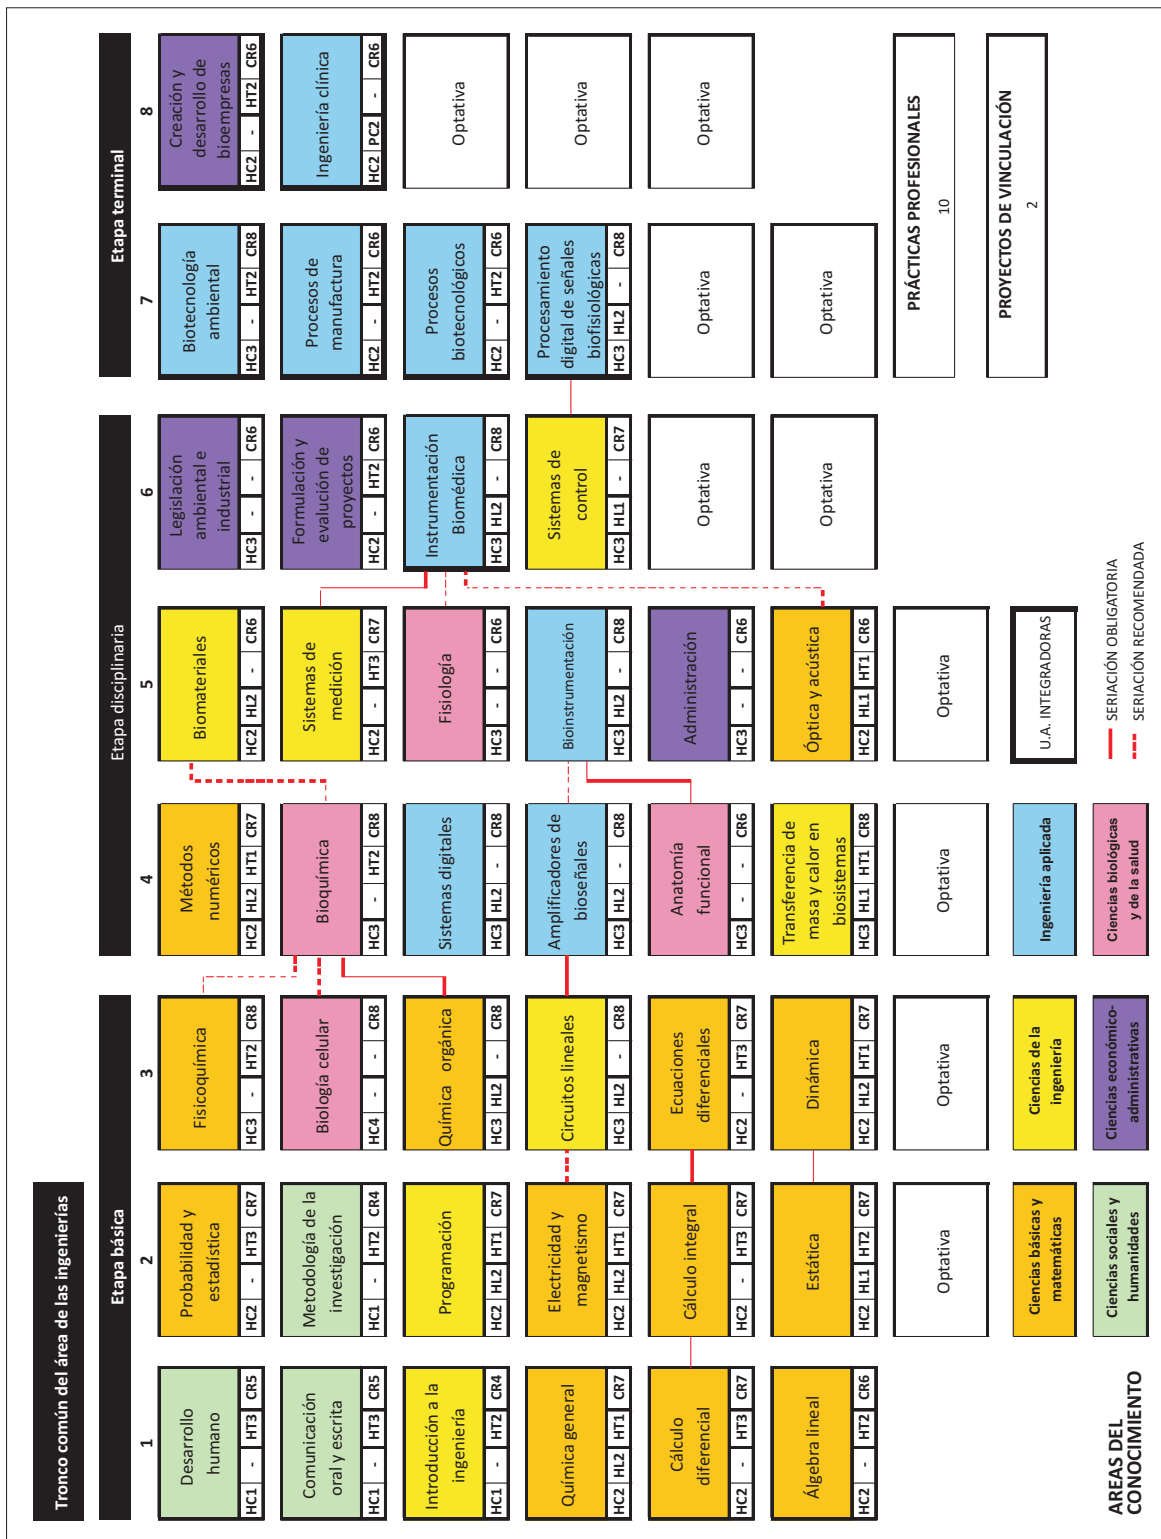 Tronco común del área de las ingenierías
Etapa básica
Etapa disciplinaria
Etapa terminal
1
2
3
4
5
6
7
8
Desarrollo
humano
HC1 - HT3 CR5
Comunicación
oral y escrita
HC1 - HT3 CR5
Introducción a la
ingeniería
HC1 - HT2 CR4
Química general
HC2 HL2 HT1 CR7
Cálculo
diferencial
HC2 - HT3 CR7
Álgebra lineal
HC2 - HT2 CR6
Probabilidad y
estadística
HC2 - HT3 CR7
Metodología de la
investigación
HC1 - HT2 CR4
Programación
HC2 HL2 HT1 CR7
Electricidad y
magnetismo
HC2 HL2 HT1 CR7
Cálculo integral
HC2 - HT3 CR7
Estática
HC2 HL1 HT2 CR7
Optativa
Fisicoquímica
HC3 - HT2 CR8
Biología celular
HC4 - - CR8
Química orgánica
HC3 HL2 - CR8
Circuitos lineales
HC3 HL2 - CR8
Ecuaciones
diferenciales
HC2 - HT3 CR7
Dinámica
HC2 HL2 HT1 CR7
Optativa
Métodos
numéricos
HC2 HL2 HT1 CR7
Bioquímica
HC3 - HT2 CR8
Sistemas digitales
HC3 HL2 - CR8
Amplificadores de
bioseñales
HC3 HL2 - CR8
Anatomía
funcional
HC3 - - CR6
Transferencia de
masa y calor en
biosistemas
HC3 HL1 HT1 CR8
Optativa
Biomateriales
HC2 HL2 - CR6
Sistemas de
medición
HC2 - HT3 CR7
Fisiología
HC3 - - CR6
Bioinstrumentación
HC3 HL2 - CR8
Administración
HC3 - - CR6
Óptica y acústica
HC2 HL1 HT1 CR6
Optativa
Legislación
ambiental e
industrial
HC3 - - CR6
Formulación y
evalución de
proyectos
HC2 - HT2 CR6
Instrumentación
Biomédica
HC3 HL2 - CR8
Sistemas de
control
HC3 HL1 - CR7
Optativa
Optativa
Biotecnología
ambiental
HC3 - HT2 CR8
Procesos de
manufactura
HC2 - HT2 CR6
Procesos
biotecnológicos
HC2 - HT2 CR6
Procesamiento
digital de señales
biofisiológicas
HC3 HL2 - CR8
Optativa
Optativa
Creación y
desarrollo de
bioempresas
HC2 - HT2 CR6
Ingeniería clínica
HC2 PC2 - CR6
Optativa
Optativa
Optativa
PRÁCTICAS PROFESIONALES
10
PROYECTOS DE VINCULACIÓN
2
AREAS DEL
CONOCIMIENTO
Ciencias básicas y
matemáticas
Ciencias de la
ingeniería
Ingeniería aplicada
U.A. INTEGRADORAS
Ciencias sociales y
humanidades
Ciencias económico-
administrativas
Ciencias biológicas
y de la salud
SERIACIÓN OBLIGATORIA
SERIACIÓN RECOMENDADA